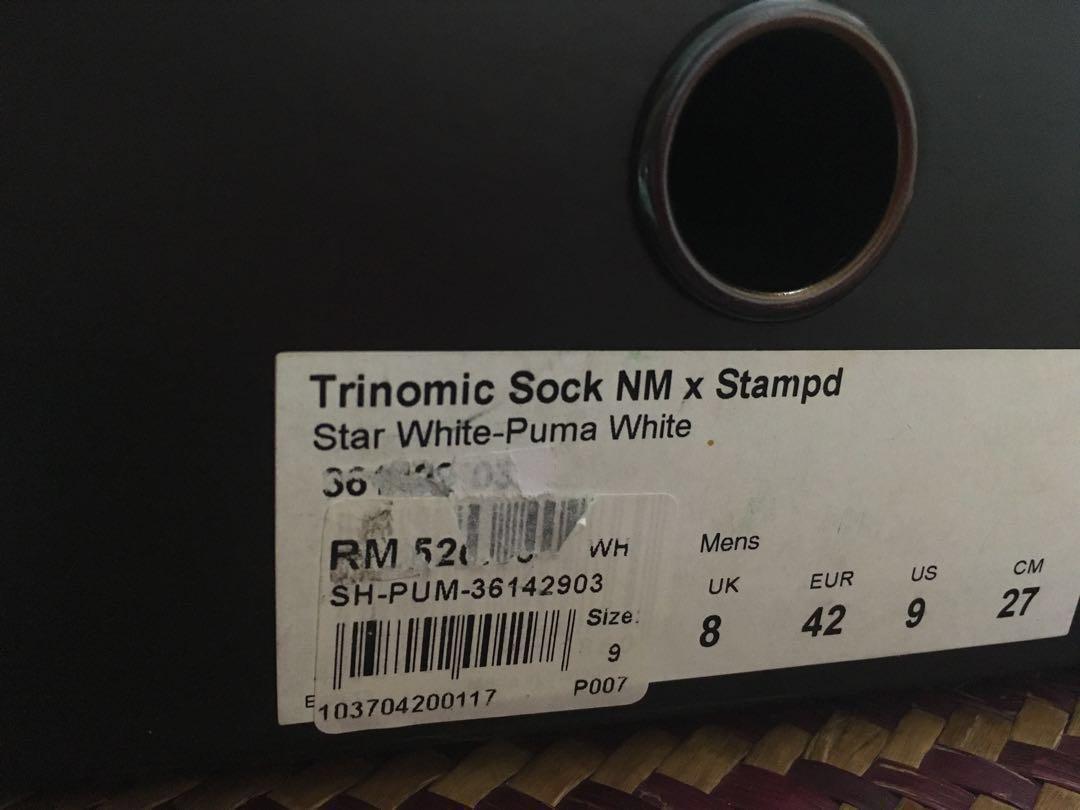 Trinomic Sock NM x Stampd
Star White-Puma White
RM WH
SH-PUM-36142903
Size:
9
P007
103704200117
Mens
UK EUR US CM
8 42 9 27